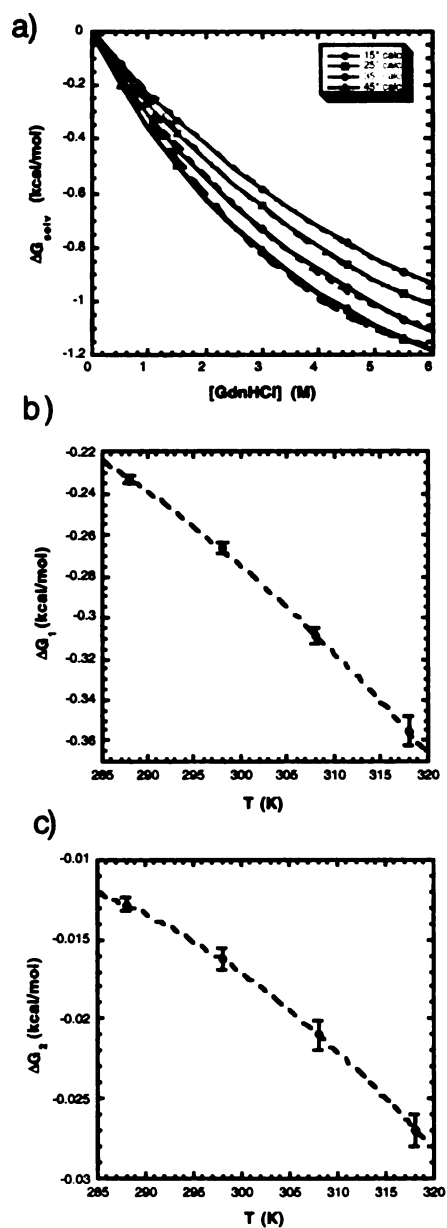 a)
0
-0.2
-0.4
-0.6
-0.8
-1
-1.2
ΔG_solv (kcal/mol)
15° calc
25° calc
35° calc
45° calc
0 1 2 3 4 5 6
[GdnHCl] (M)
b)
-0.22
-0.24
-0.26
-0.28
-0.3
-0.32
-0.34
-0.36
ΔG₁ (kcal/mol)
285 290 295 300 305 310 315 320
T (K)
c)
-0.01
-0.015
-0.02
-0.025
-0.03
ΔG₂ (kcal/mol)
285 290 295 300 305 310 315 320
T (K)